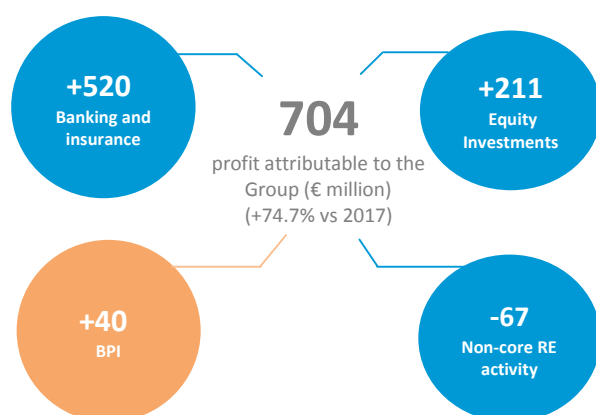 +520
Banking and
insurance
704
profit attributable to the
Group (€ million)
(+74.7% vs 2017)
+211
Equity
Investments
+40
BPI
-67
Non-core RE
activity